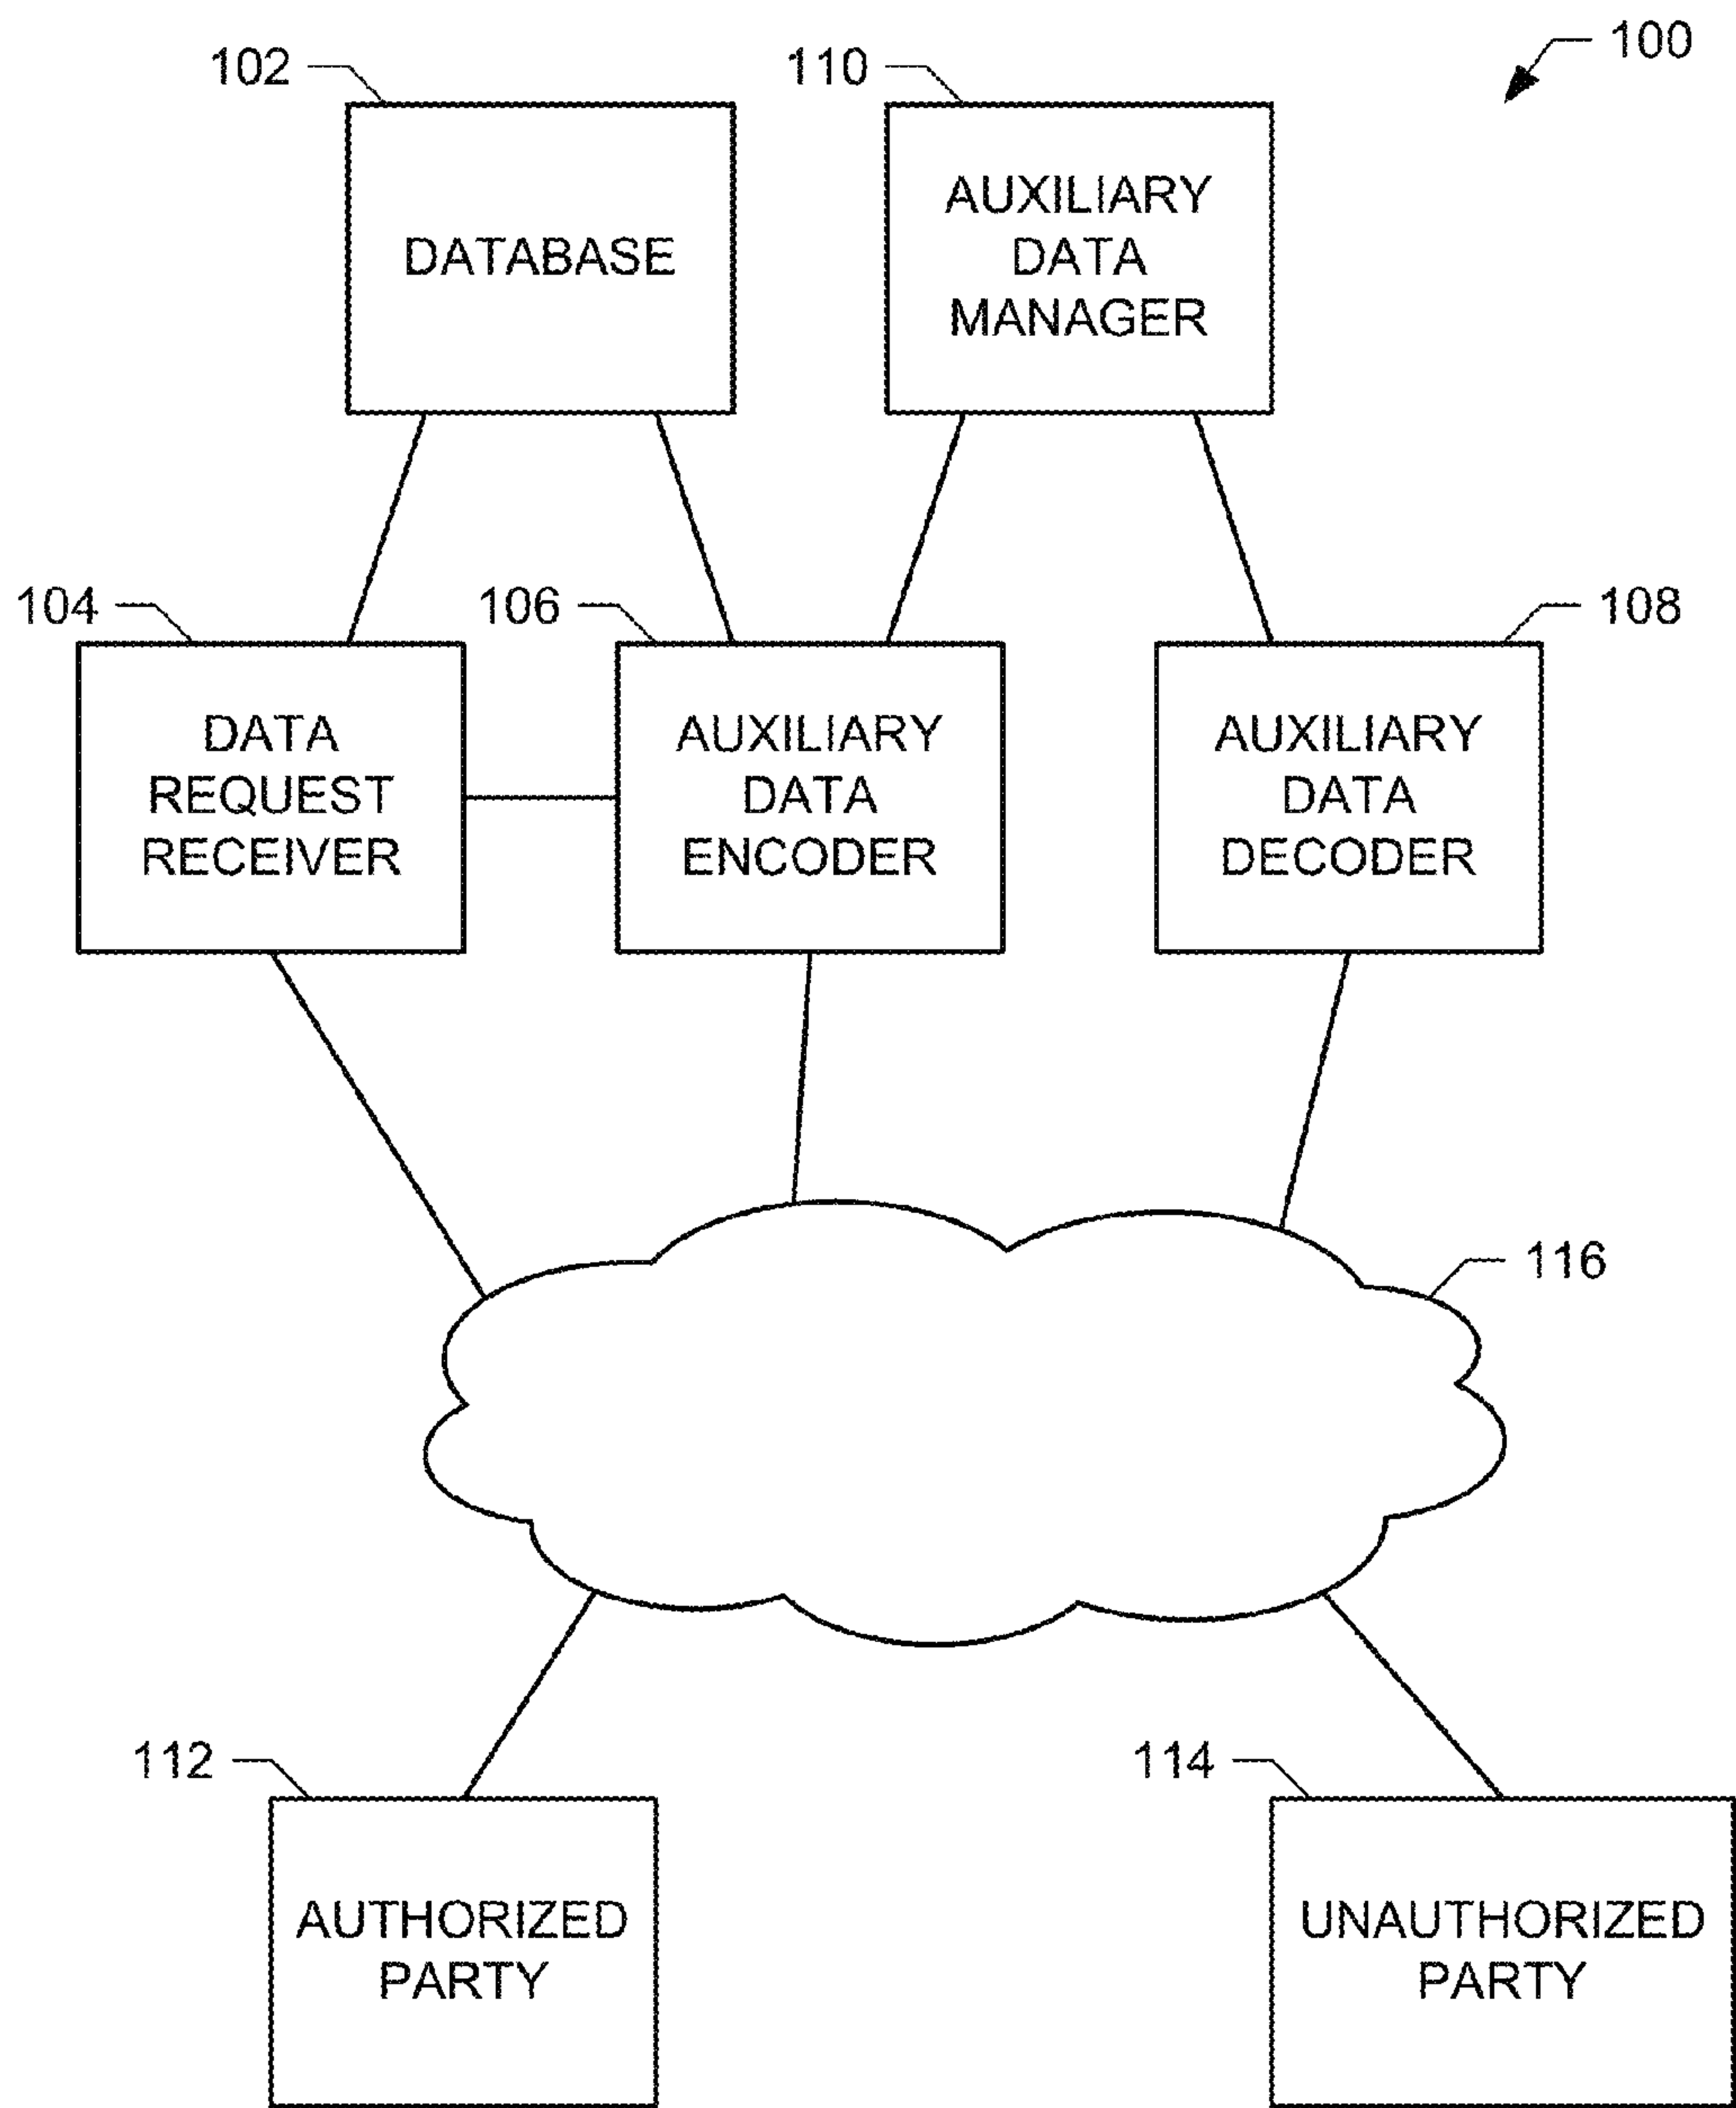 100
102
110
DATABASE
AUXILIARY
DATA
MANAGER
104
106
108
DATA
REQUEST
RECEIVER
AUXILIARY
DATA
ENCODER
AUXILIARY
DATA
DECODER
116
112
114
AUTHORIZED
PARTY
UNAUTHORIZED
PARTY